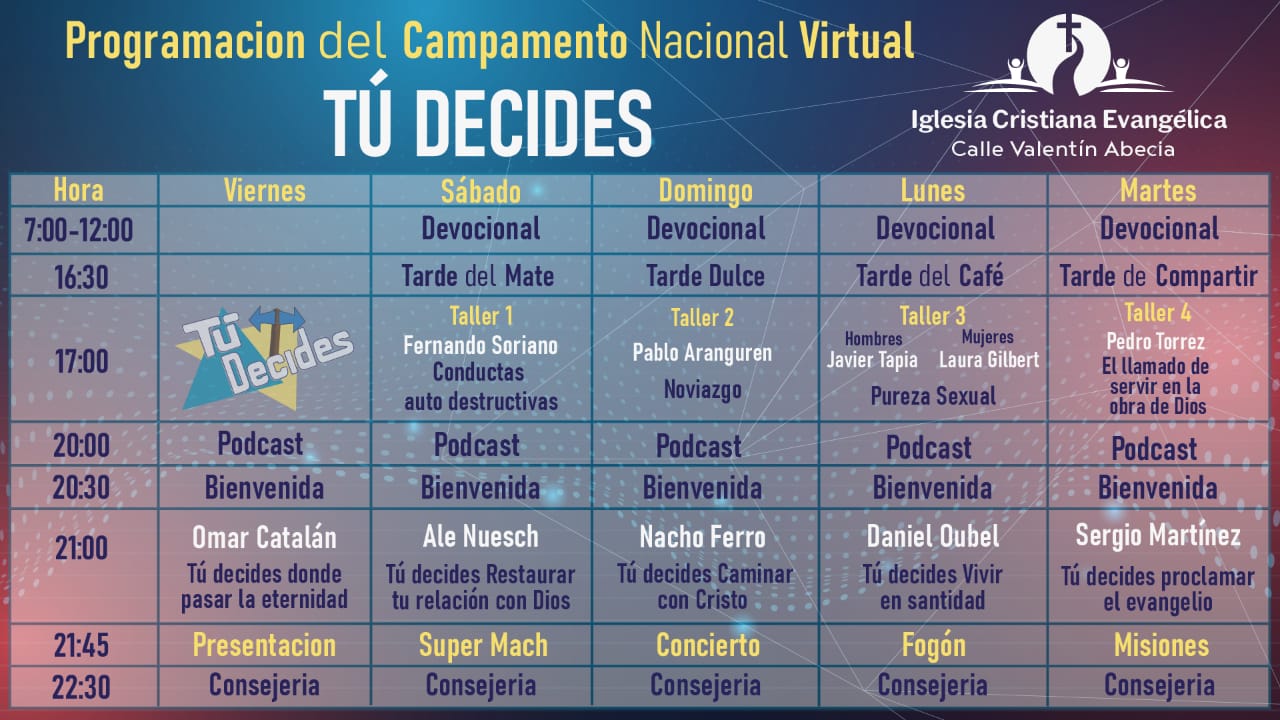 Programacion del Campamento Nacional Virtual
TÚ DECIDES
Iglesia Cristiana Evangélica
Calle Valentín Abecia
Hora Viernes Sábado Domingo Lunes Martes
7:00-12:00 Devocional Devocional Devocional Devocional
16:30 Tarde del Mate Tarde Dulce Tarde del Café Tarde de Compartir
17:00
Tú
Decides
Taller 1
Fernando Soriano
Conductas
auto destructivas
Taller 2
Pablo Aranguren
Noviazgo
Taller 3
Hombres Mujeres
Javier Tapia Laura Gilbert
Pureza Sexual
Taller 4
Pedro Torrez
El llamado de
servir en la
obra de Dios
20:00 Podcast Podcast Podcast Podcast Podcast
20:30 Bienvenida Bienvenida Bienvenida Bienvenida Bienvenida
21:00
Omar Catalán
Tú decides donde
pasar la eternidad
Ale Nuesch
Tú decides Restaurar
tu relación con Dios
Nacho Ferro
Tú decides Caminar
con Cristo
Daniel Oubel
Tú decides Vivir
en santidad
Sergio Martínez
Tú decides proclamar
el evangelio
21:45 Presentacion Super Mach Concierto Fogón Misiones
22:30 Consejeria Consejeria Consejeria Consejeria Consejeria